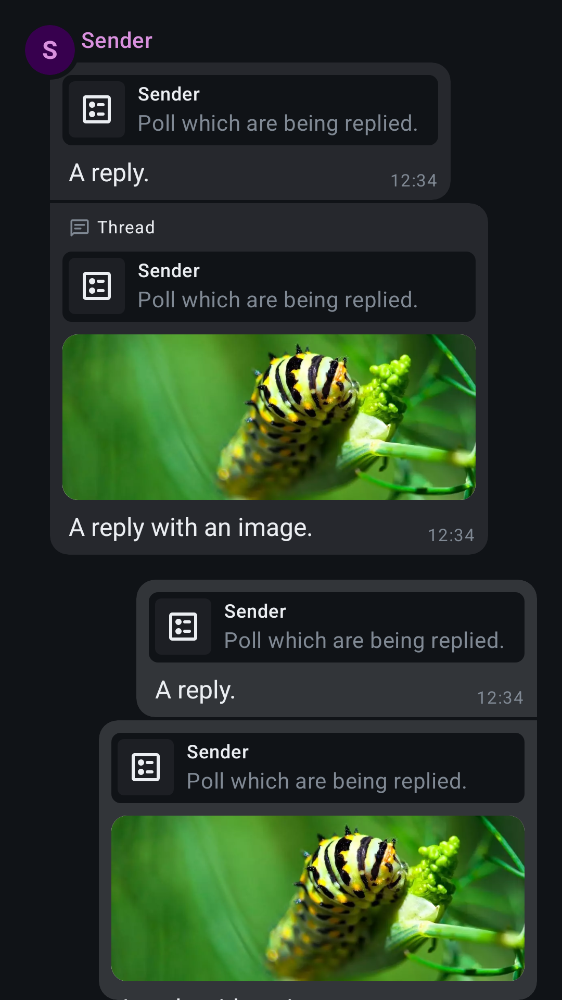 S
Sender
Sender
Poll which are being replied.
A reply.
12:34
Thread
Sender
Poll which are being replied.
A reply with an image.
12:34
Sender
Poll which are being replied.
A reply.
12:34
Sender
Poll which are being replied.